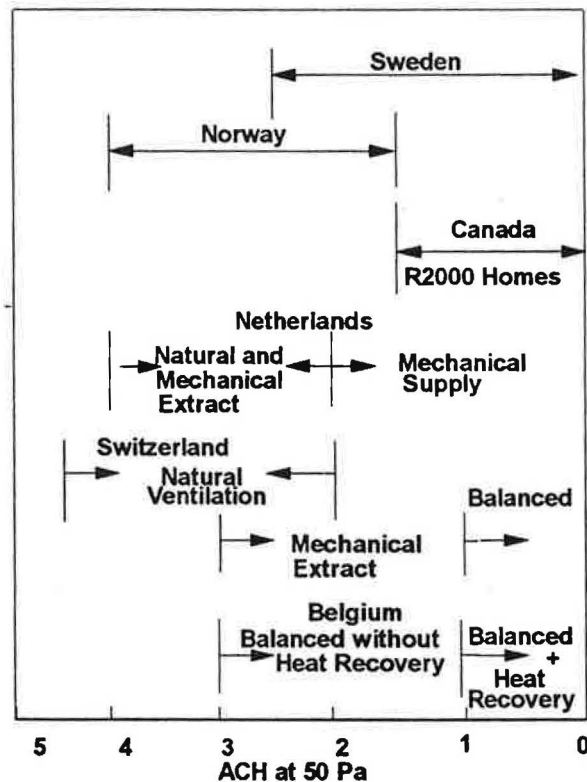 Sweden
Norway
Canada
R2000 Homes
Netherlands
Natural and
Mechanical
Extract
Mechanical
Supply
Switzerland
Natural
Ventilation
Balanced
Mechanical
Extract
Belgium
Balanced without
Heat Recovery
Balanced
+
Heat
Recovery
5 4 3 2 1 0
ACH at 50 Pa